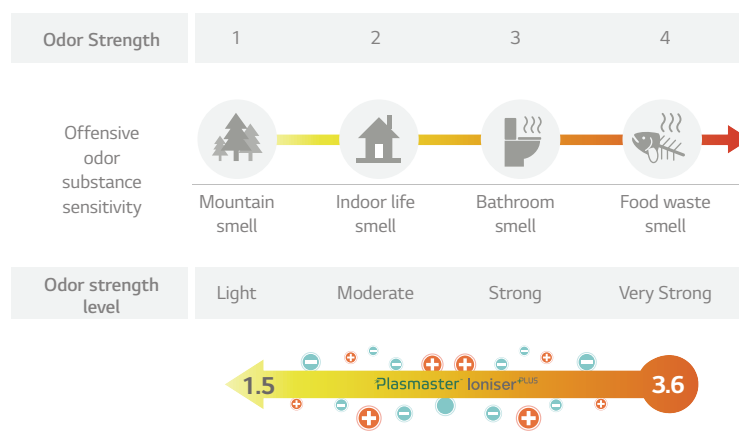 Odor Strength 1 2 3 4
Offensive
odor
substance
sensitivity
Mountain
smell
Indoor life
smell
Bathroom
smell
Food waste
smell
Odor strength
level
Light Moderate Strong Very Strong
1.5 Plasmaster™ Ioniser PLUS 3.6